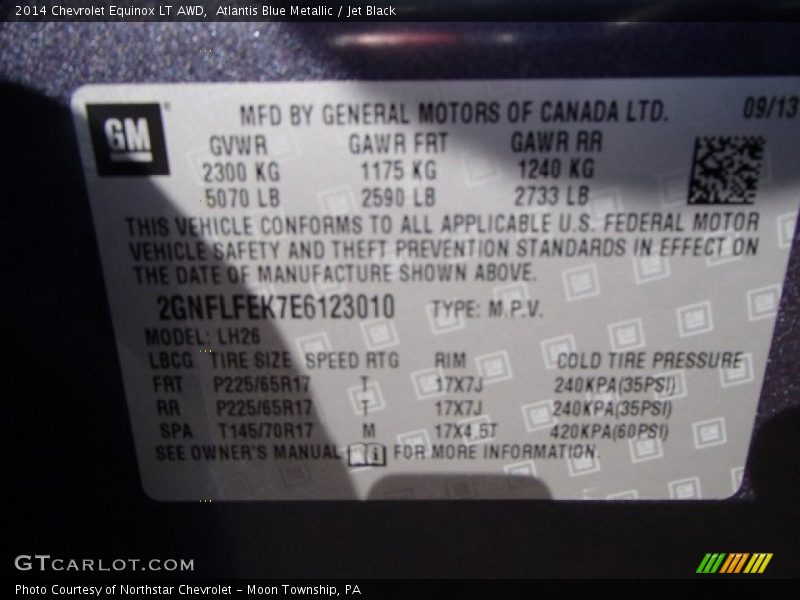 2014 Chevrolet Equinox LT AWD,  Atlantis Blue Metallic / Jet Black
GM ®
MFD BY GENERAL MOTORS OF CANADA LTD. 09/13
GVWR GAWR FRT GAWR RR
2300 KG 1175 KG 1240 KG
5070 LB 2590 LB 2733 LB
THIS VEHICLE CONFORMS TO ALL APPLICABLE U.S. FEDERAL MOTOR
VEHICLE SAFETY AND THEFT PREVENTION STANDARDS IN EFFECT ON
THE DATE OF MANUFACTURE SHOWN ABOVE.
2GNFLFEK7E6123010 TYPE: M.P.V.
MODEL: LH26
LBCG TIRE SIZE SPEED RTG RIM COLD TIRE PRESSURE
FRT P225/65R17 T 17X7J 240KPA(35PSI)
RR P225/65R17 T 17X7J 240KPA(35PSI)
SPA T145/70R17 M 17X4.5T 420KPA(60PSI)
SEE OWNER'S MANUAL i FOR MORE INFORMATION.
GTCARLOT.COM
Photo Courtesy of Northstar Chevrolet - Moon Township, PA